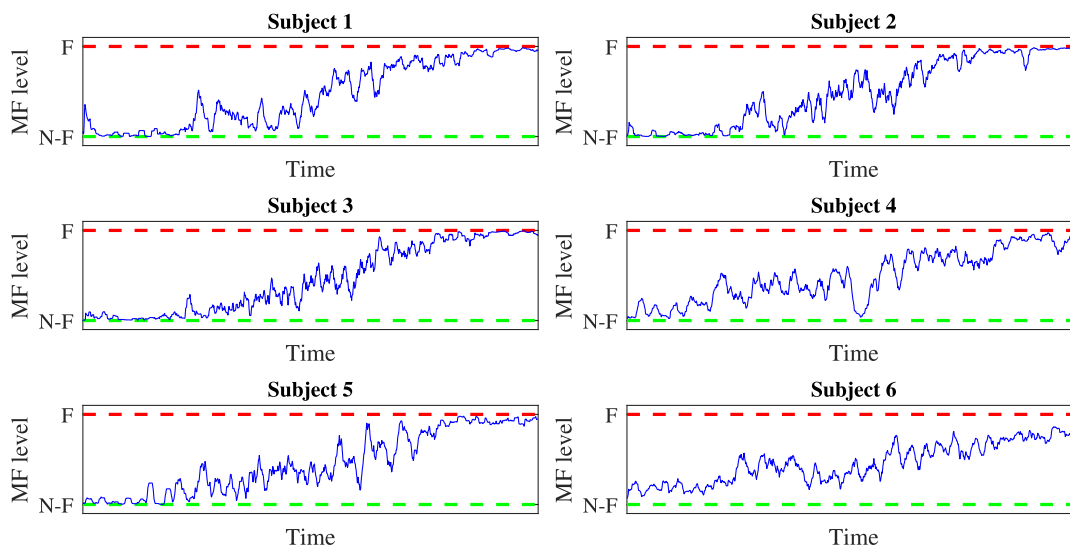 Subject 1
F
MF level
N-F
Time
Subject 2
F
MF level
N-F
Time
Subject 3
F
MF level
N-F
Time
Subject 4
F
MF level
N-F
Time
Subject 5
F
MF level
N-F
Time
Subject 6
F
MF level
N-F
Time